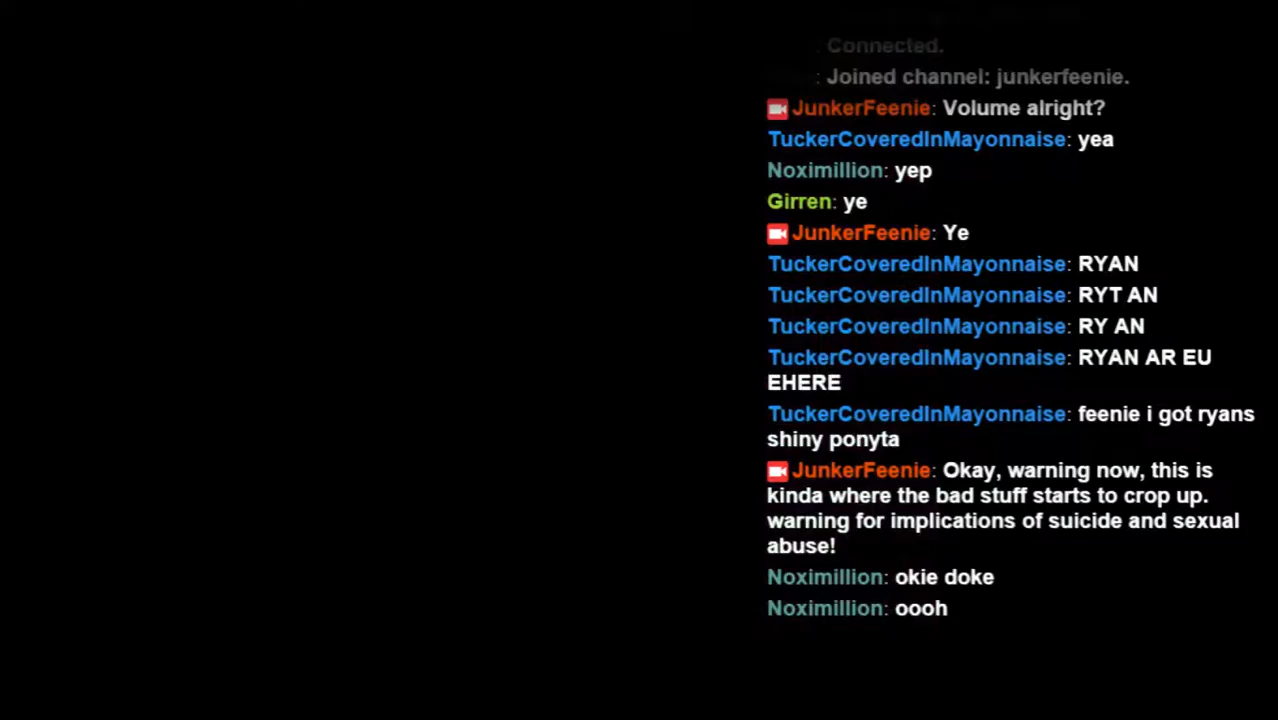 : Connected.
: Joined channel: junkerfeenie.
JunkerFeenie: Volume alright?
TuckerCoveredInMayonnaise: yea
Noximillion: yep
Girren: ye
JunkerFeenie: Ye
TuckerCoveredInMayonnaise: RYAN
TuckerCoveredInMayonnaise: RYT AN
TuckerCoveredInMayonnaise: RY AN
TuckerCoveredInMayonnaise: RYAN AR EU
EHERE
TuckerCoveredInMayonnaise: feenie i got ryans
shiny ponyta
JunkerFeenie: Okay, warning now, this is
kinda where the bad stuff starts to crop up.
warning for implications of suicide and sexual
abuse!
Noximillion: okie doke
Noximillion: oooh